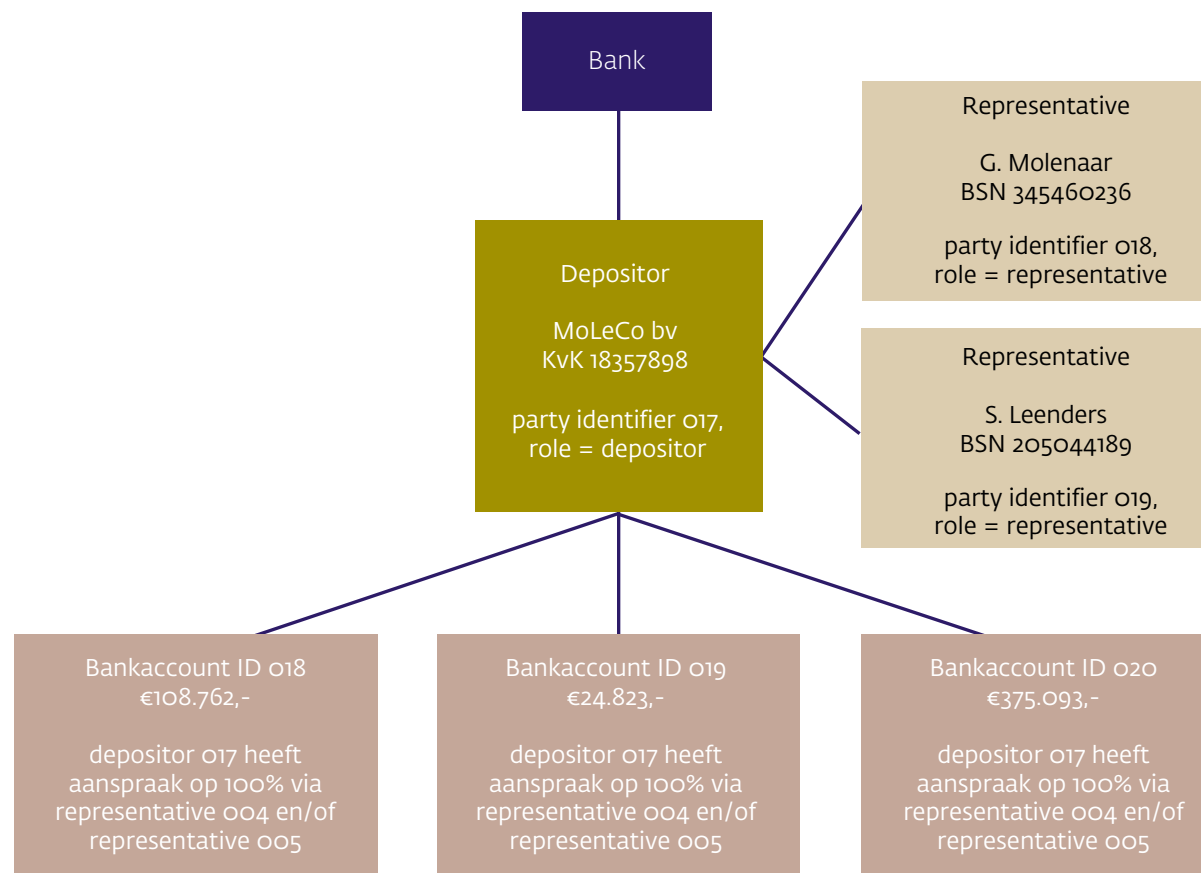 Bank
Representative
G. Molenaar
BSN 345460236
party identifier 018,
role = representative
Depositor
MoLeCo bv
KvK 18357898
party identifier 017,
role = depositor
Representative
S. Leenders
BSN 205044189
party identifier 019,
role = representative
Bankaccount ID 018
€108.762,-
depositor 017 heeft
aanspraak op 100% via
representative 004 en/of
representative 005
Bankaccount ID 019
€24.823,-
depositor 017 heeft
aanspraak op 100% via
representative 004 en/of
representative 005
Bankaccount ID 020
€375.093,-
depositor 017 heeft
aanspraak op 100% via
representative 004 en/of
representative 005